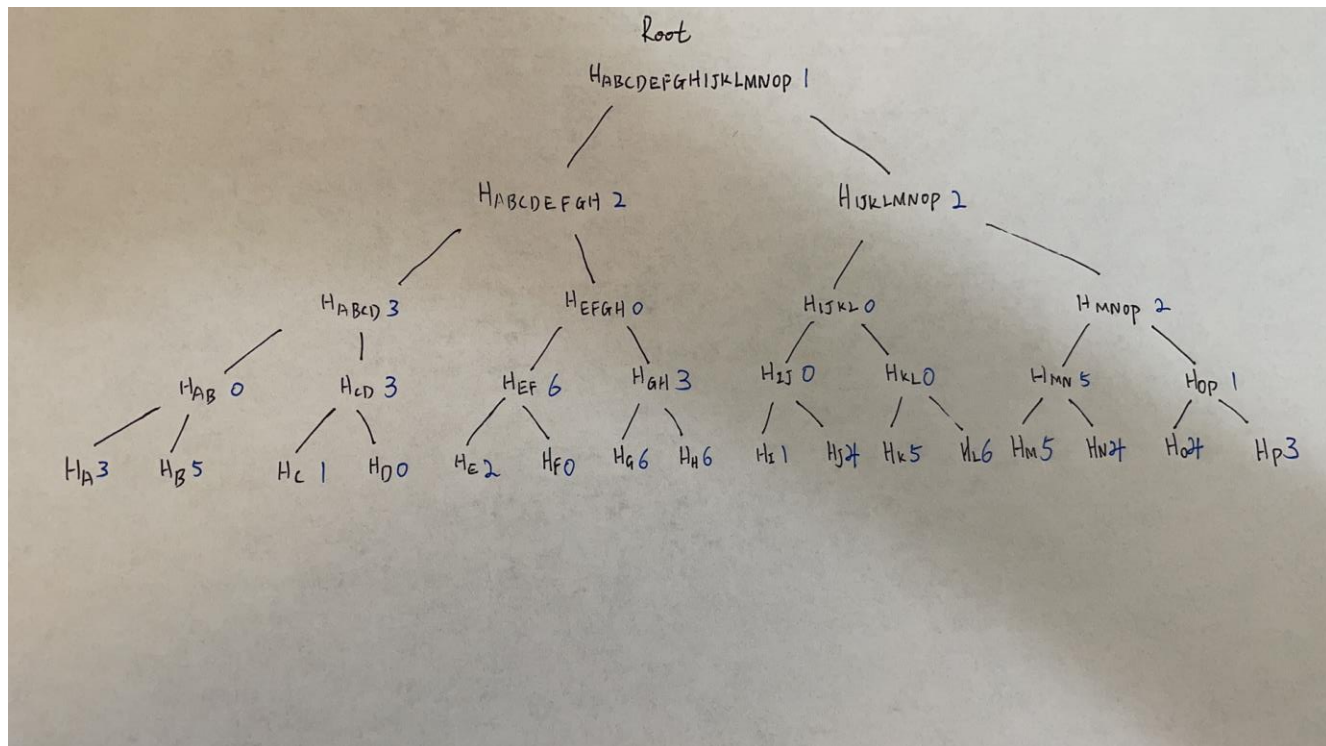 Root
HABCDEFGHIJKLMNOP 1
HABCDEFGH 2 HIJKLMNOP 2
HABCD 3 HEFGH 0 HIJKL 0 HMNOP 2
HAB 0 HCD 3 HEF 6 HGH 3 HIJ 0 HKL 0 HMN 5 HOP 1
HA 3 HB 5 HC 1 HD 0 HE 2 HF 0 HG 6 HH 6 HI 1 HJ 4 HK 5 HL 6 HM 5 HN 4 HO 4 HP 3